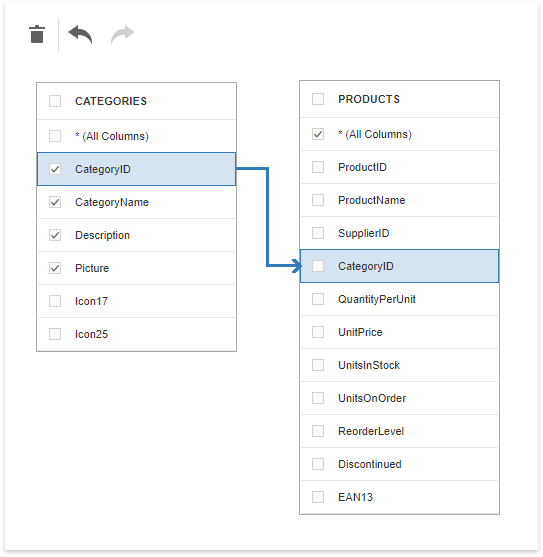 CATEGORIES
* (All Columns)
CategoryID
CategoryName
Description
Picture
Icon17
Icon25
PRODUCTS
* (All Columns)
ProductID
ProductName
SupplierID
CategoryID
QuantityPerUnit
UnitPrice
UnitsInStock
UnitsOnOrder
ReorderLevel
Discontinued
EAN13